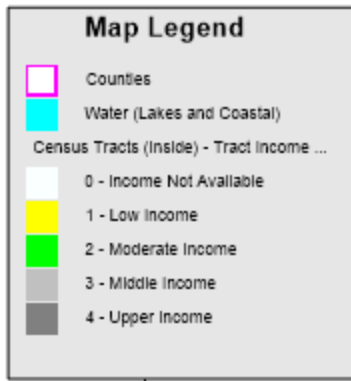 Map Legend
Counties
Water (Lakes and Coastal)
Census Tracts (Inside) - Tract Income ...
0 - Income Not Available
1 - Low Income
2 - Moderate Income
3 - Middle Income
4 - Upper Income